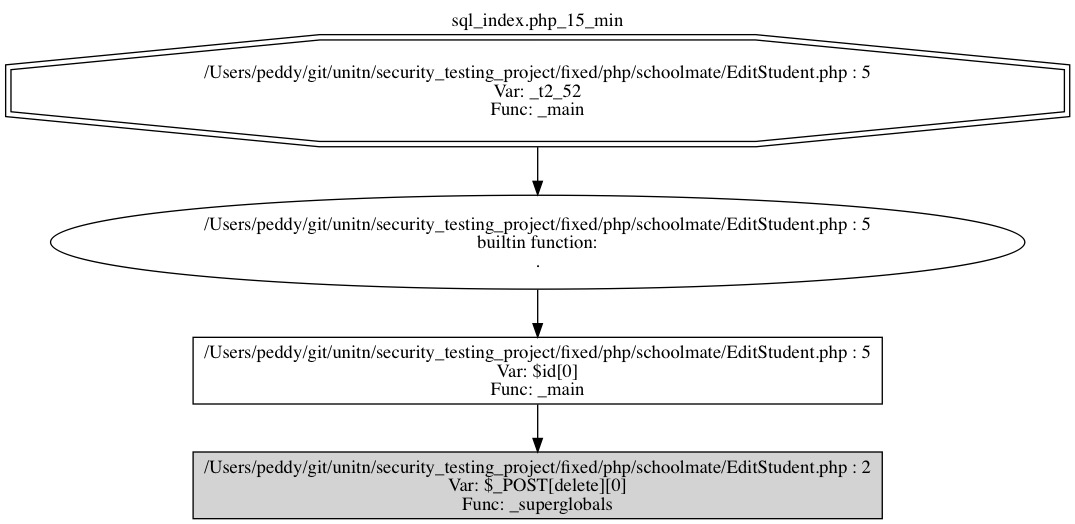 sql_index.php_15_min
/Users/peddy/git/unitn/security_testing_project/fixed/php/schoolmate/EditStudent.php : 5
Var: _t2_52
Func: _main
/Users/peddy/git/unitn/security_testing_project/fixed/php/schoolmate/EditStudent.php : 5
builtin function:
.
/Users/peddy/git/unitn/security_testing_project/fixed/php/schoolmate/EditStudent.php : 5
Var: $id[0]
Func: _main
/Users/peddy/git/unitn/security_testing_project/fixed/php/schoolmate/EditStudent.php : 2
Var: $_POST[delete][0]
Func: _superglobals